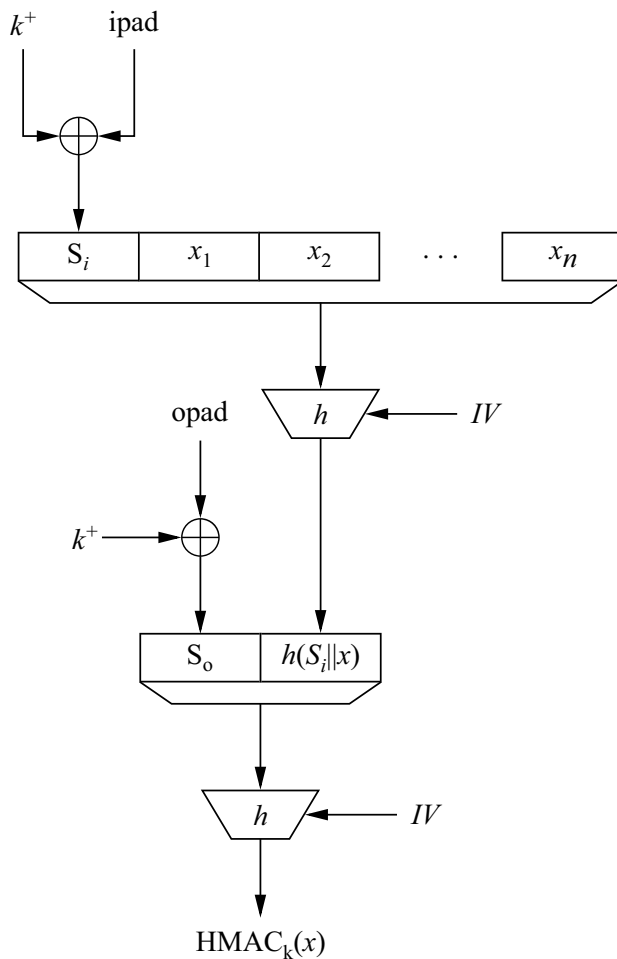 k⁺ ipad
Sᵢ x₁ x₂ . . . xₙ
h IV
opad
k⁺
Sₒ h(Sᵢ||x)
h IV
HMACₖ(x)